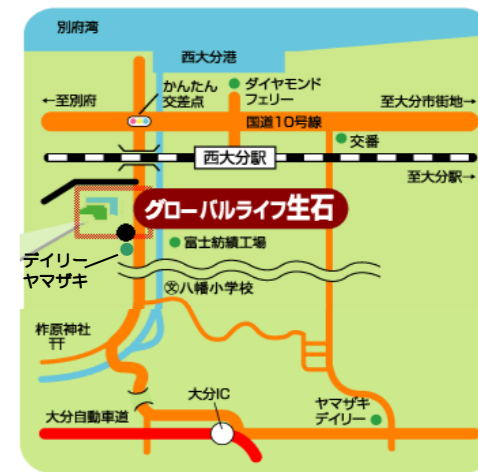 別府湾
西大分港
かんたん
交差点
ダイヤモンド
フェリー
←至別府
至大分市街地→
国道10号線
交番
西大分駅
至大分駅→
グローバルライフ生石
デイリー
ヤマザキ
富士紡績工場
文八幡小学校
柞原神社
大分IC
大分自動車道
ヤマザキ
デイリー